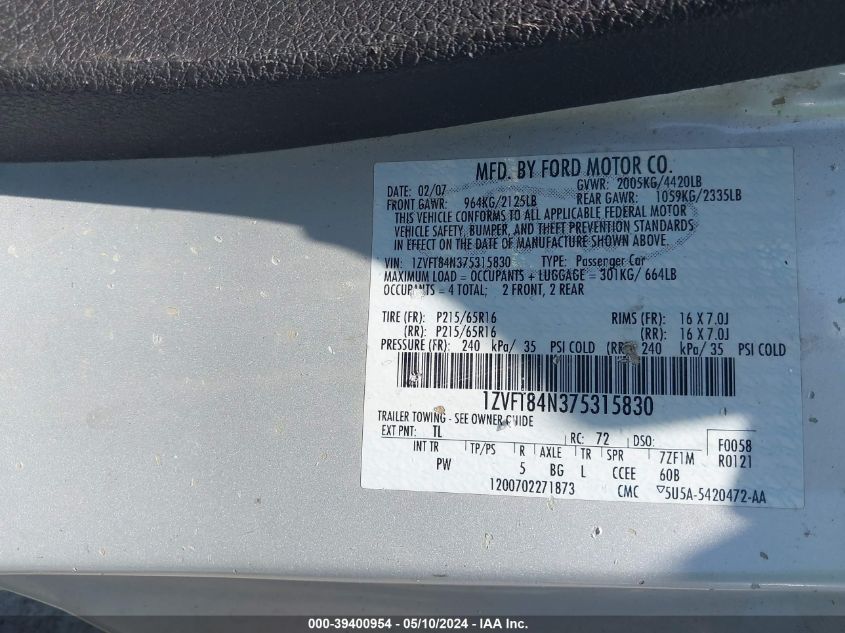 MFD. BY FORD MOTOR CO.
DATE: 02/07 GVWR: 2005KG/4420LB
FRONT GAWR: 964KG/2125LB REAR GAWR: 1059KG/2335LB
THIS VEHICLE CONFORMS TO ALL APPLICABLE FEDERAL MOTOR
VEHICLE SAFETY, BUMPER, AND THEFT PREVENTION STANDARDS
IN EFFECT ON THE DATE OF MANUFACTURE SHOWN ABOVE.
VIN: 1ZVFT84N375315830 TYPE: Passenger Car
MAXIMUM LOAD = OCCUPANTS + LUGGAGE = 301KG/ 664LB
OCCUPANTS = 4 TOTAL; 2 FRONT, 2 REAR
TIRE (FR): P215/65R16 RIMS (FR): 16 X 7.0J
(RR): P215/65R16 (RR): 16 X 7.0J
PRESSURE (FR): 240 kPa/ 35 PSI COLD (RR): 240 kPa/ 35 PSI COLD
1ZVFT84N375315830
TRAILER TOWING - SEE OWNER GUIDE
EXT PNT: TL RC: 72 DSO: F0058
INT TR TP/PS R AXLE TR SPR 7ZF1M R0121
PW 5 BG L CCEE 60B
1200702271873 CMC ▽5U5A-5420472-AA
000-39400954 - 05/10/2024 - IAA Inc.